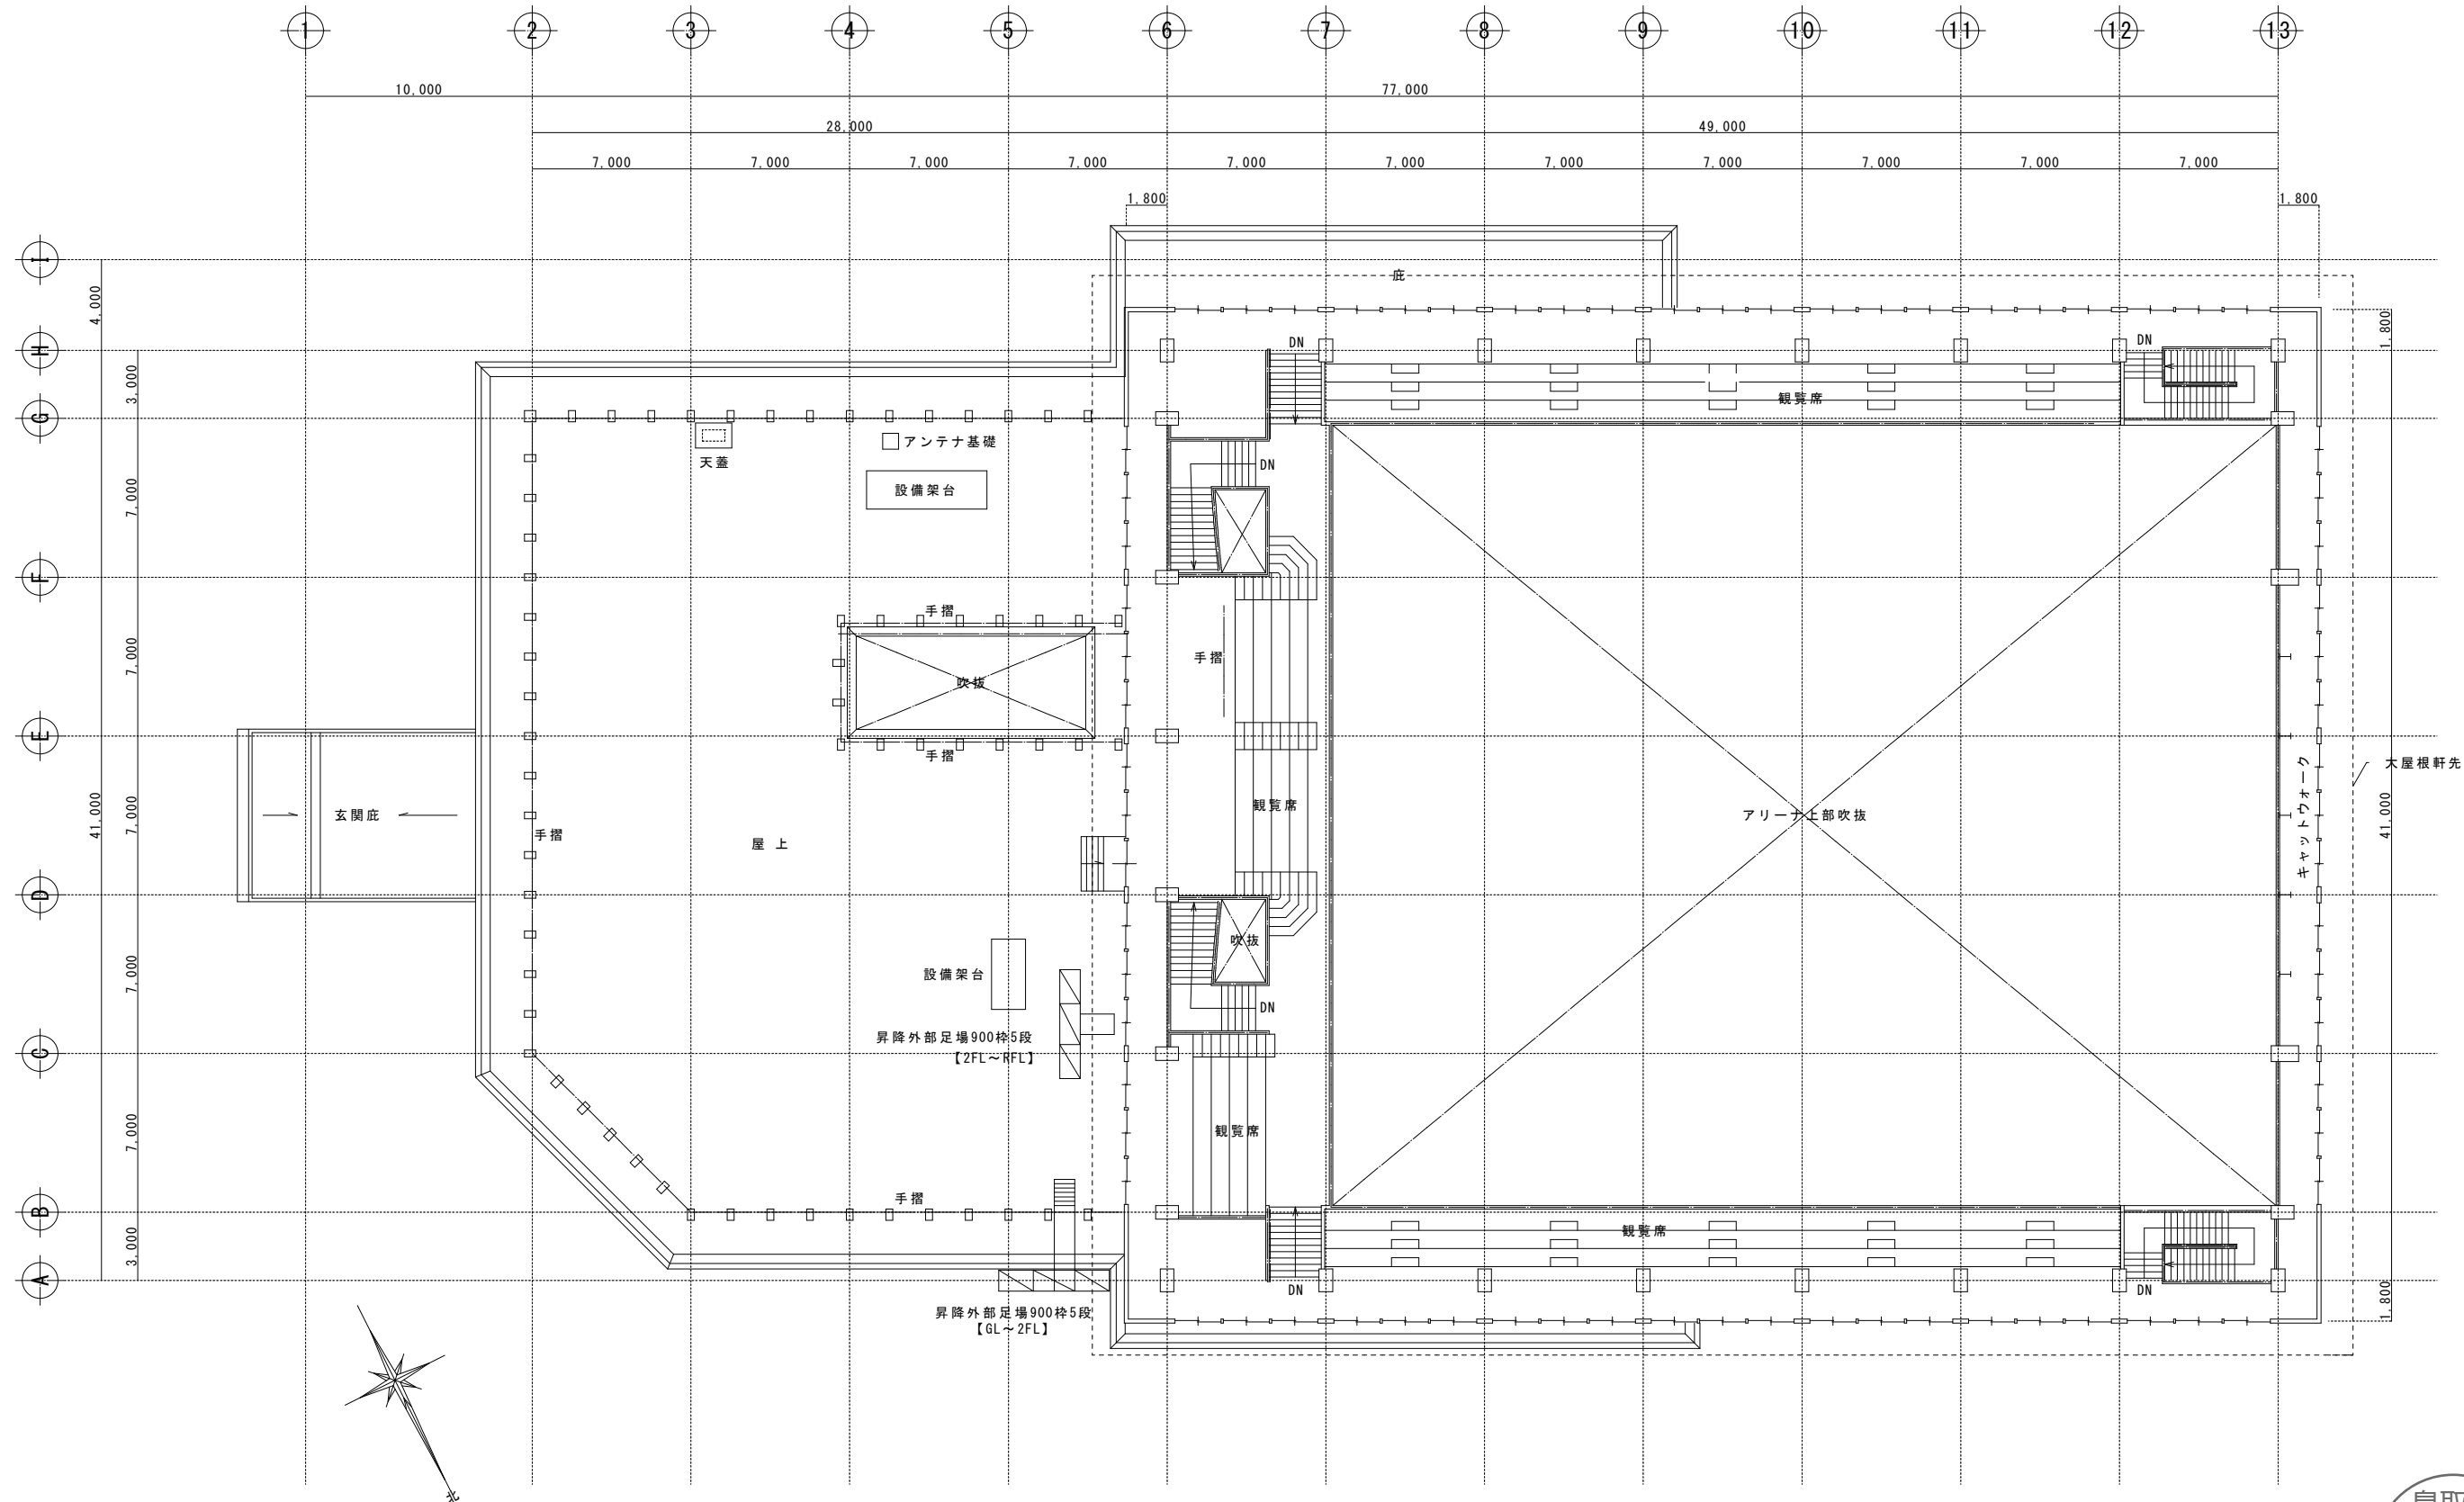 1 2 3 4 5 6 7 8 9 10 11 12 13
10,000 77,000
28,000 49,000
7,000 7,000 7,000 7,000 7,000 7,000 7,000 7,000 7,000 7,000 7,000
1,800 1,800
I
庇
4,000
1,800
H
DN DN
3,000
観覧席
G
アンテナ基礎
天蓋
DN
設備架台
7,000
F
手摺
手摺
7,000
吹抜
E
手摺
大屋根軒先
キャットウォーク
観覧席
玄関庇
アリーナ上部吹抜
41,000
7,000
41,000
手摺
屋上
D
吹抜
設備架台
7,000
DN
昇降外部足場900枠5段
【2FL～RFL】
C
観覧席
7,000
手摺
B
観覧席
3,000
A
DN DN
1,800
昇降外部足場900枠5段
【GL～2FL】
北